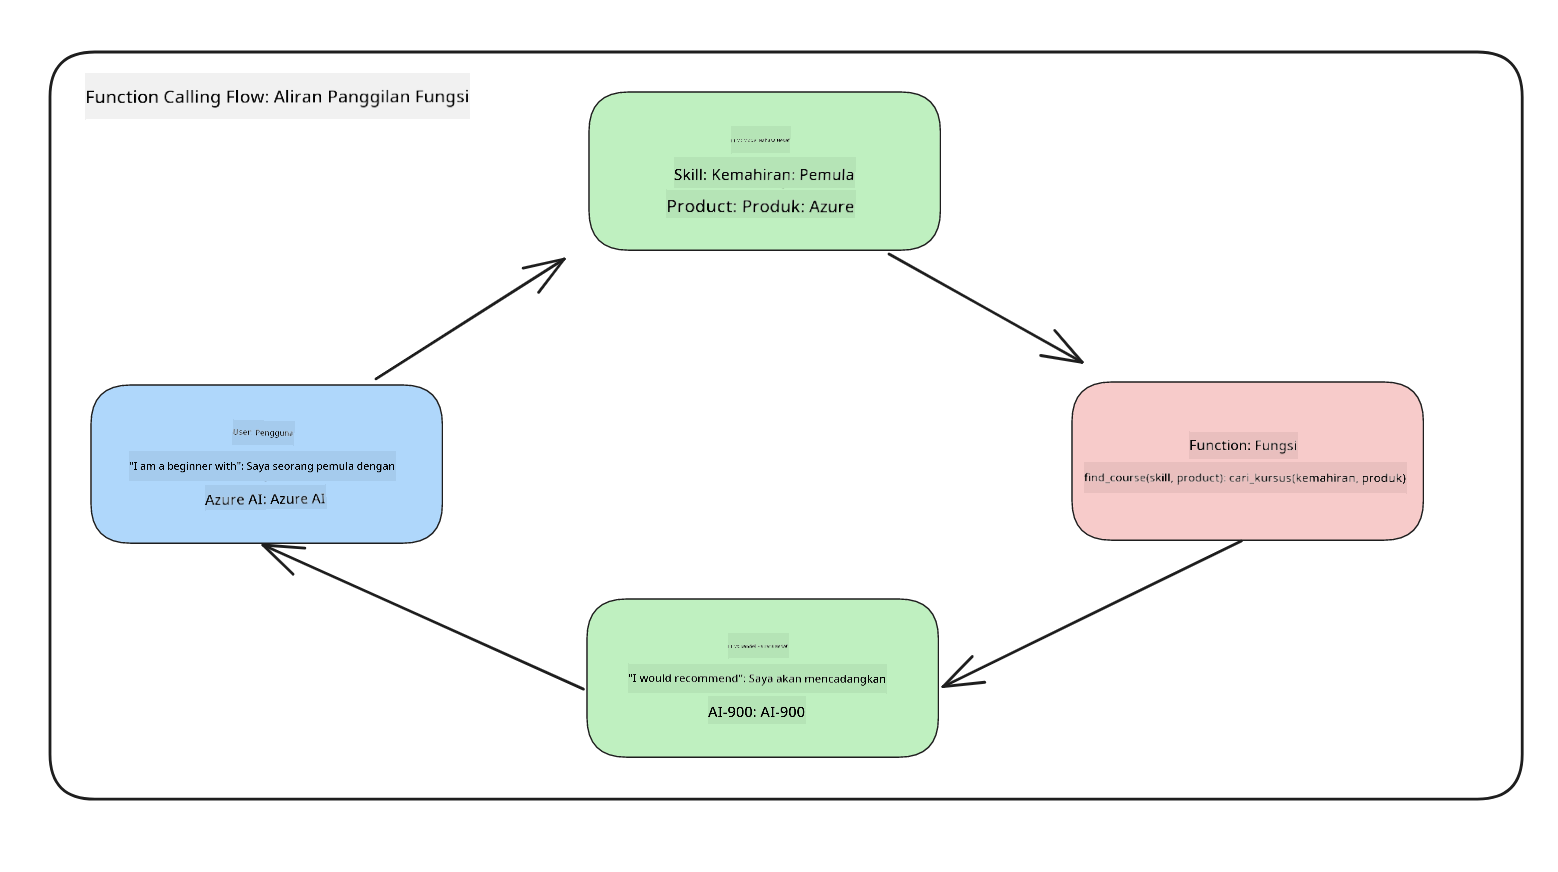 Function Calling Flow: Aliran Panggilan Fungsi
Skill: Kemahiran: Pemula
Product: Produk: Azure
User: Pengguna
"I am a beginner with": Saya seorang pemula dengan
Azure AI: Azure AI
Function: Fungsi
find_course(skill, product): cari_kursus(kemahiran, produk)
"I would recommend": Saya akan mencadangkan
AI-900: AI-900